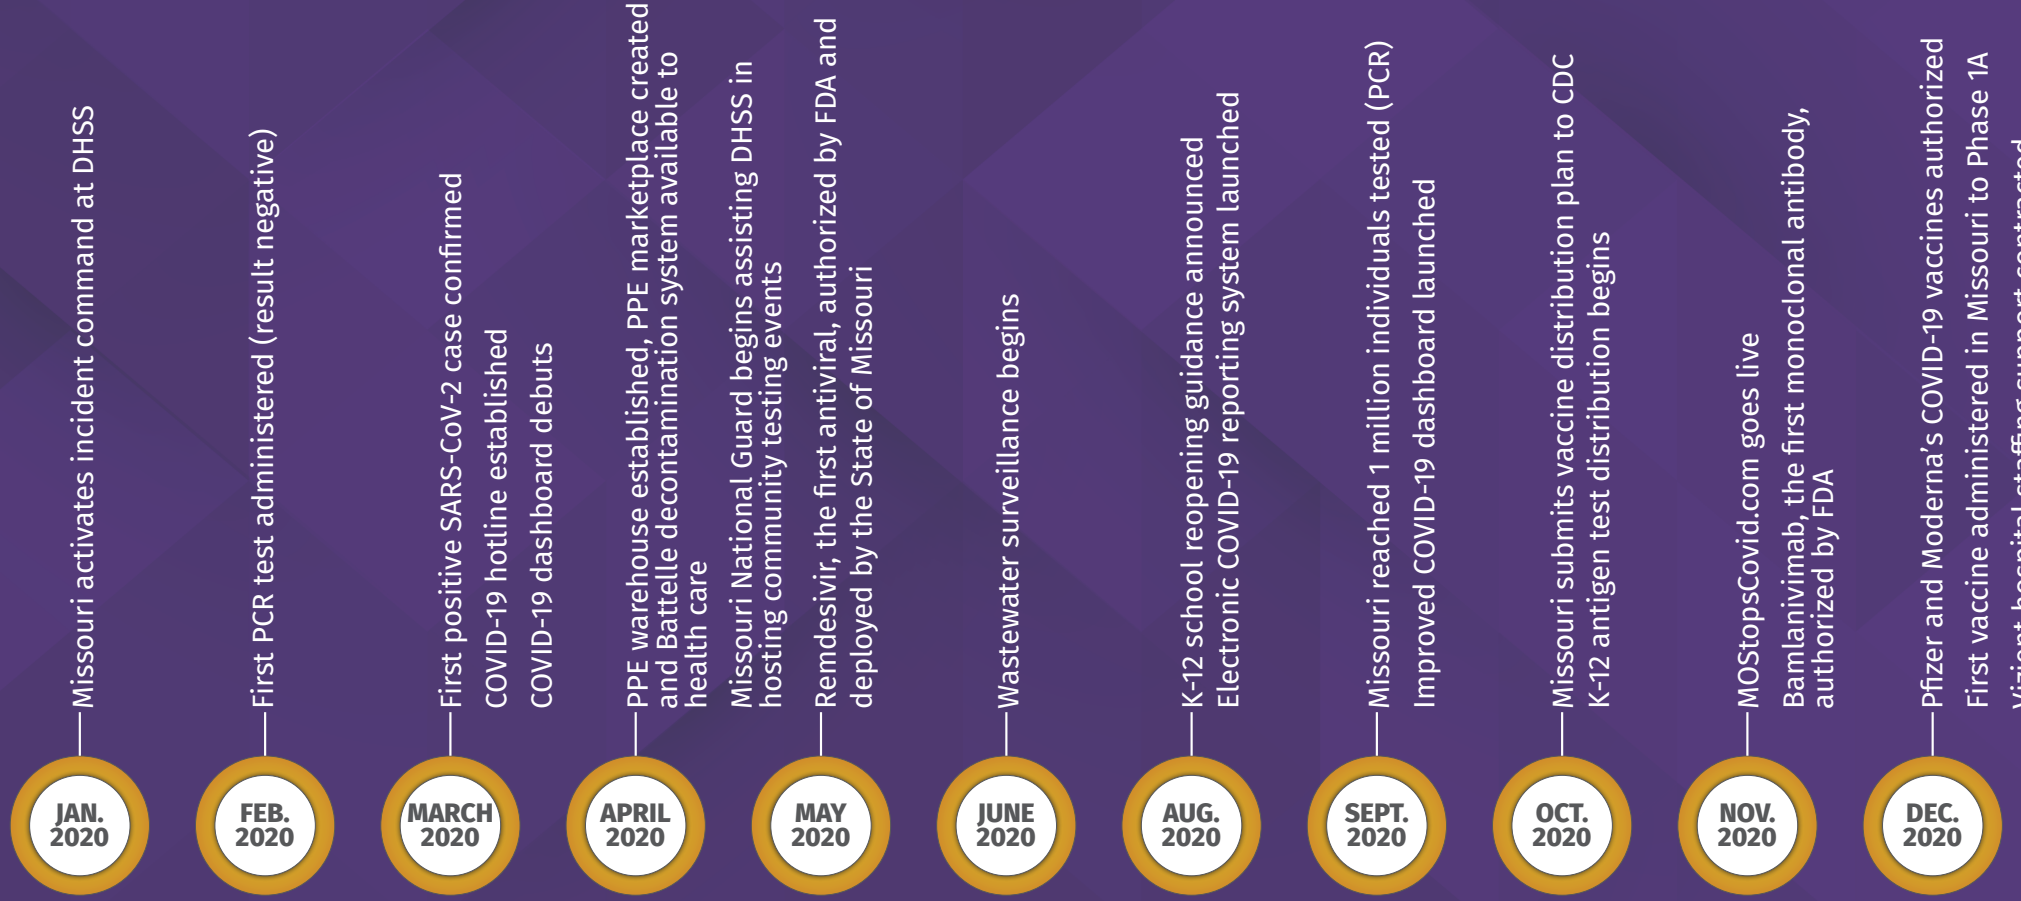 Missouri activates incident command at DHSS
JAN.
2020
First PCR test administered (result negative)
FEB.
2020
First positive SARS-CoV-2 case confirmed
COVID-19 hotline established
COVID-19 dashboard debuts
MARCH
2020
PPE warehouse established, PPE marketplace created
and Battelle decontamination system available to
health care
Missouri National Guard begins assisting DHSS in
hosting community testing events
APRIL
2020
Remdesivir, the first antiviral, authorized by FDA and
deployed by the State of Missouri
MAY
2020
Wastewater surveillance begins
JUNE
2020
K-12 school reopening guidance announced
Electronic COVID-19 reporting system launched
AUG.
2020
Missouri reached 1 million individuals tested (PCR)
Improved COVID-19 dashboard launched
SEPT.
2020
Missouri submits vaccine distribution plan to CDC
K-12 antigen test distribution begins
OCT.
2020
MOStopsCovid.com goes live
Bamlanivimab, the first monoclonal antibody,
authorized by FDA
NOV.
2020
Pfizer and Moderna's COVID-19 vaccines authorized
First vaccine administered in Missouri to Phase 1A
DEC.
2020